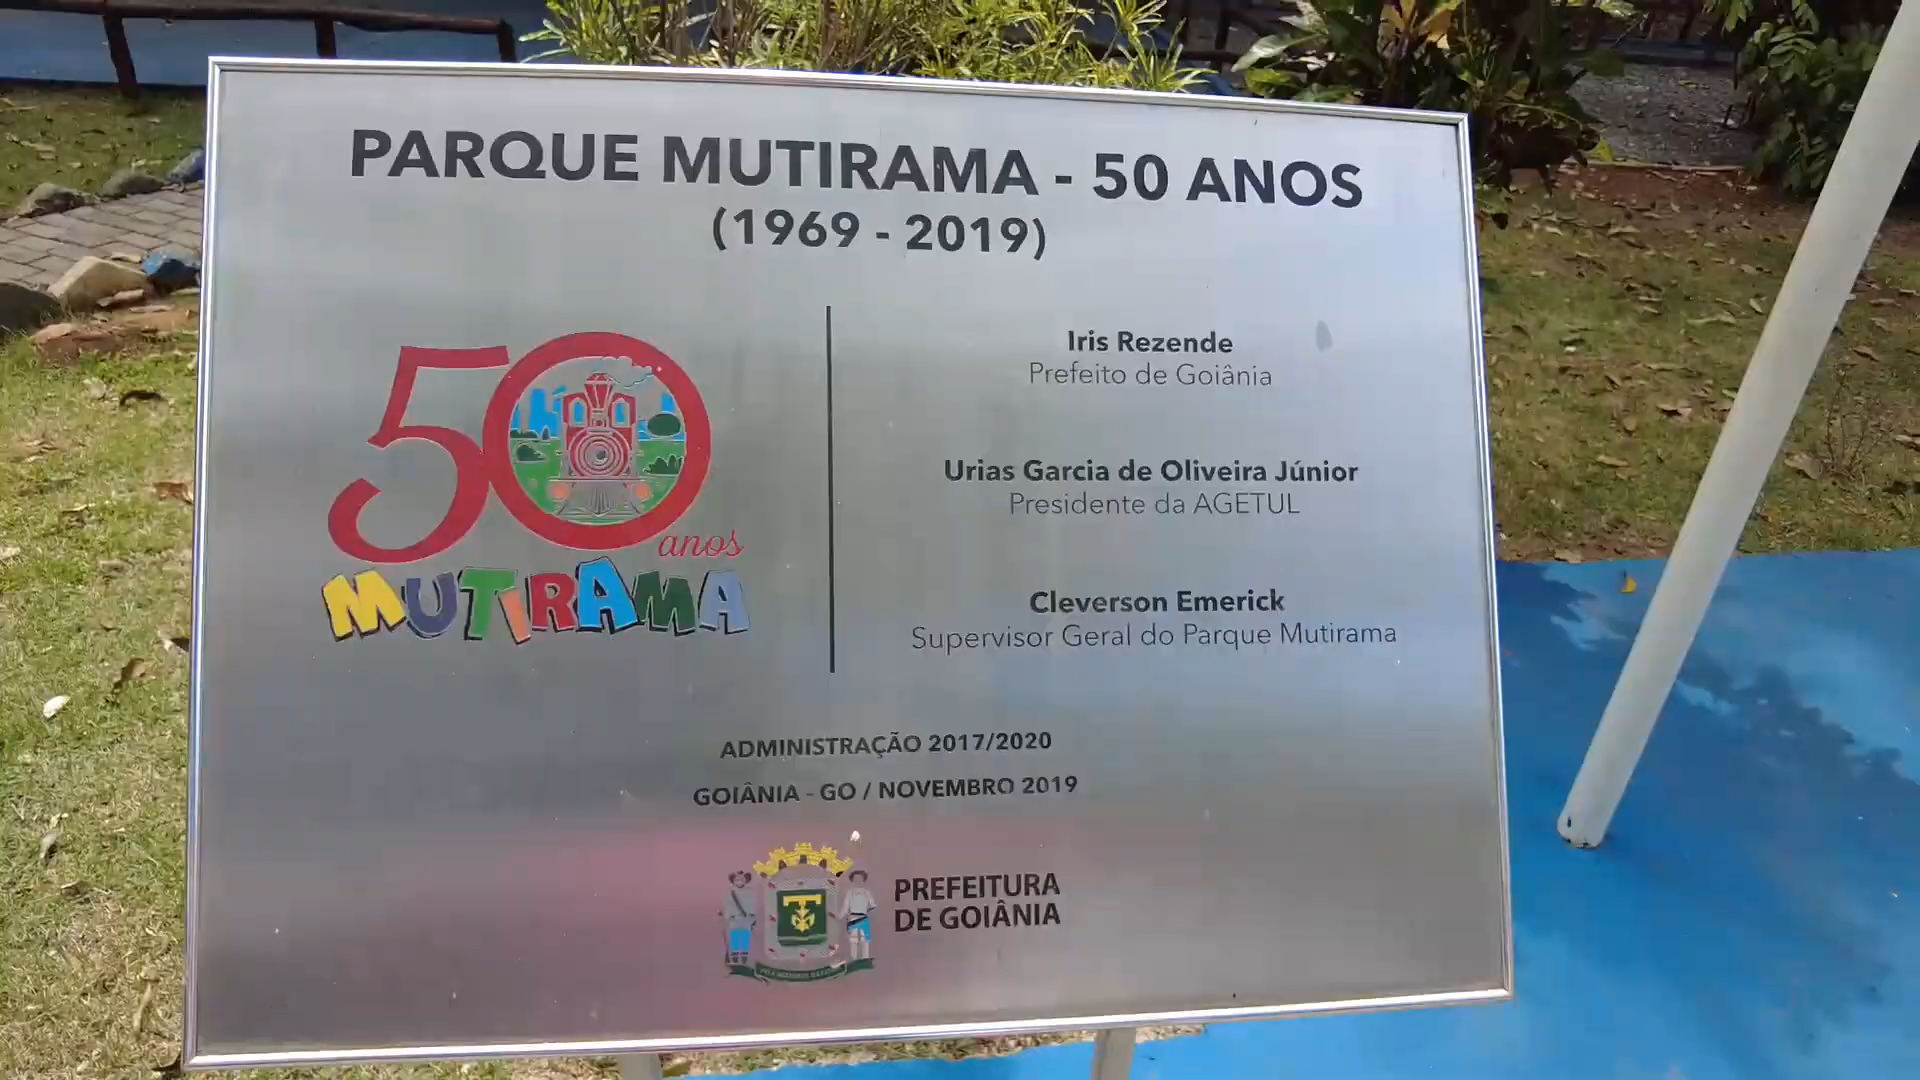 PARQUE MUTIRAMA - 50 ANOS
(1969 - 2019)
50
anos
MUTIRAMA
Iris Rezende
Prefeito de Goiânia
Urias Garcia de Oliveira Júnior
Presidente da AGETUL
Cleverson Emerick
Supervisor Geral do Parque Mutirama
ADMINISTRAÇÃO 2017/2020
GOIÂNIA - GO / NOVEMBRO 2019
PREFEITURA
DE GOIÂNIA